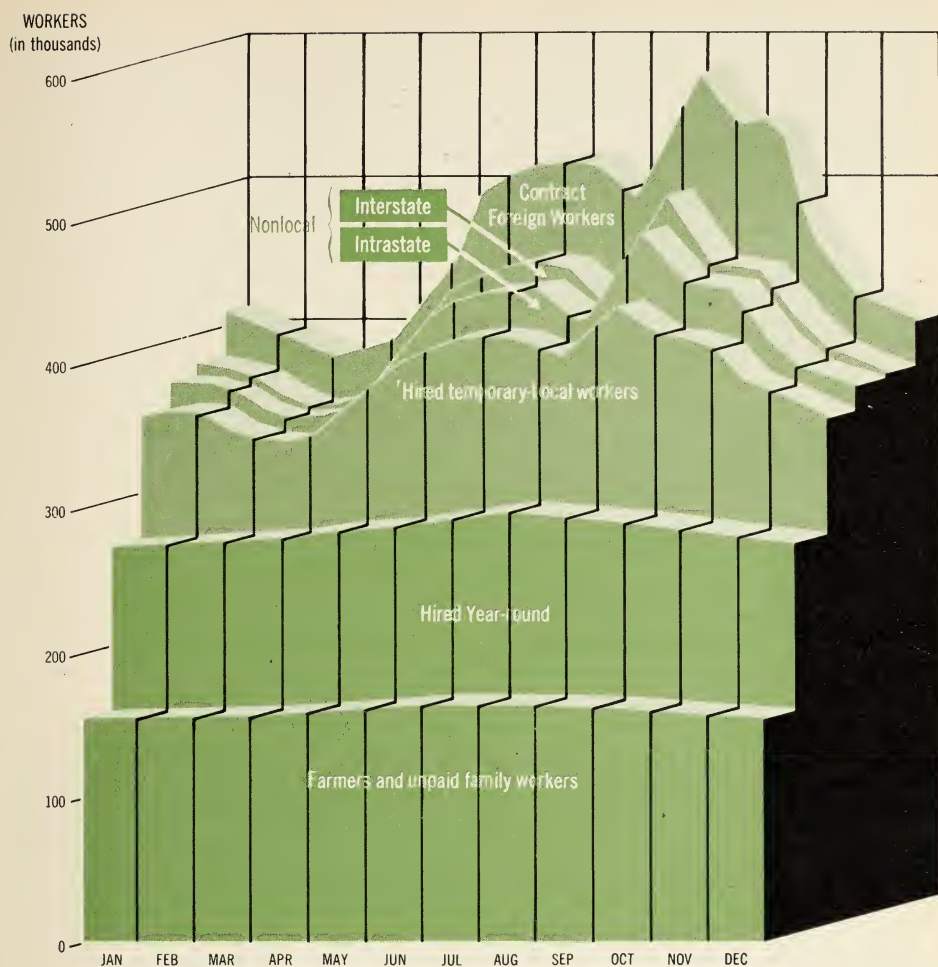 WORKERS
(in thousands)
600
500
400
300
200
100
0
Nonlocal
Interstate
Intrastate
Contract
Foreign Workers
Hired temporary-Local workers
Hired Year-round
Farmers and unpaid family workers
JAN FEB MAR APR MAY JUN JUL AUG SEP OCT NOV DEC